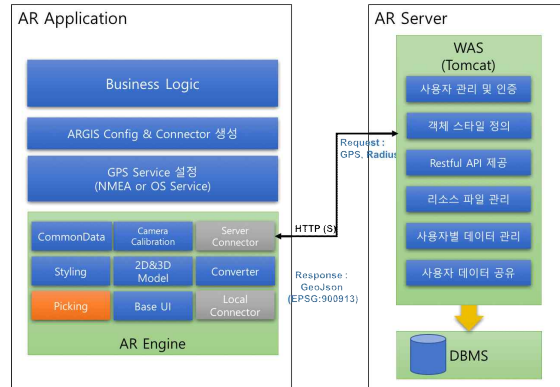 AR Application
Business Logic
ARGIS Config & Connector 생성
GPS Service 설정
(NMEA or OS Service)
CommonData
Camera
Calibration
Server
Connector
Styling
2D&3D
Model
Converter
Picking
Base UI
Local
Connector
AR Engine
Request :
GPS, Radius
HTTP (S)
Response :
GeoJson
(EPSG:900913)
AR Server
WAS
(Tomcat)
사용자 관리 및 인증
객체 스타일 정의
Restful API 제공
리소스 파일 관리
사용자별 데이터 관리
사용자 데이터 공유
DBMS